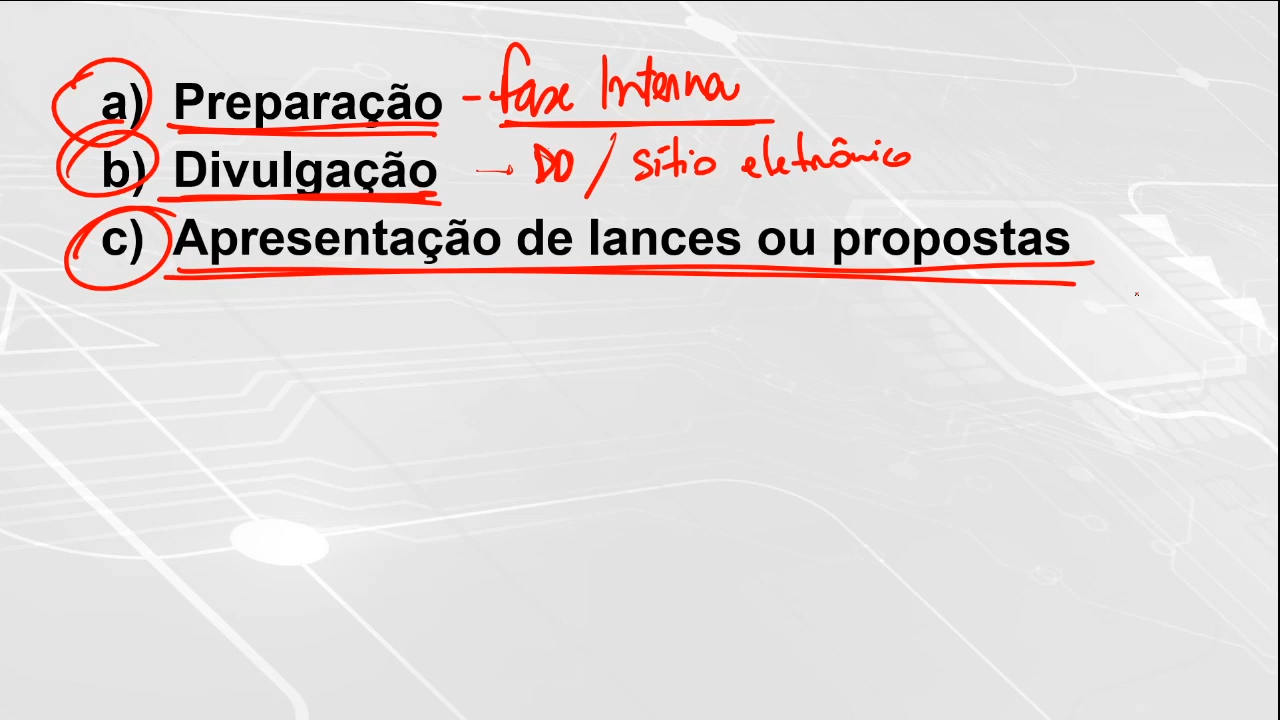 a) Preparação - fase Interna
b) Divulgação → DO / sítio eletrônico
c) Apresentação de lances ou propostas